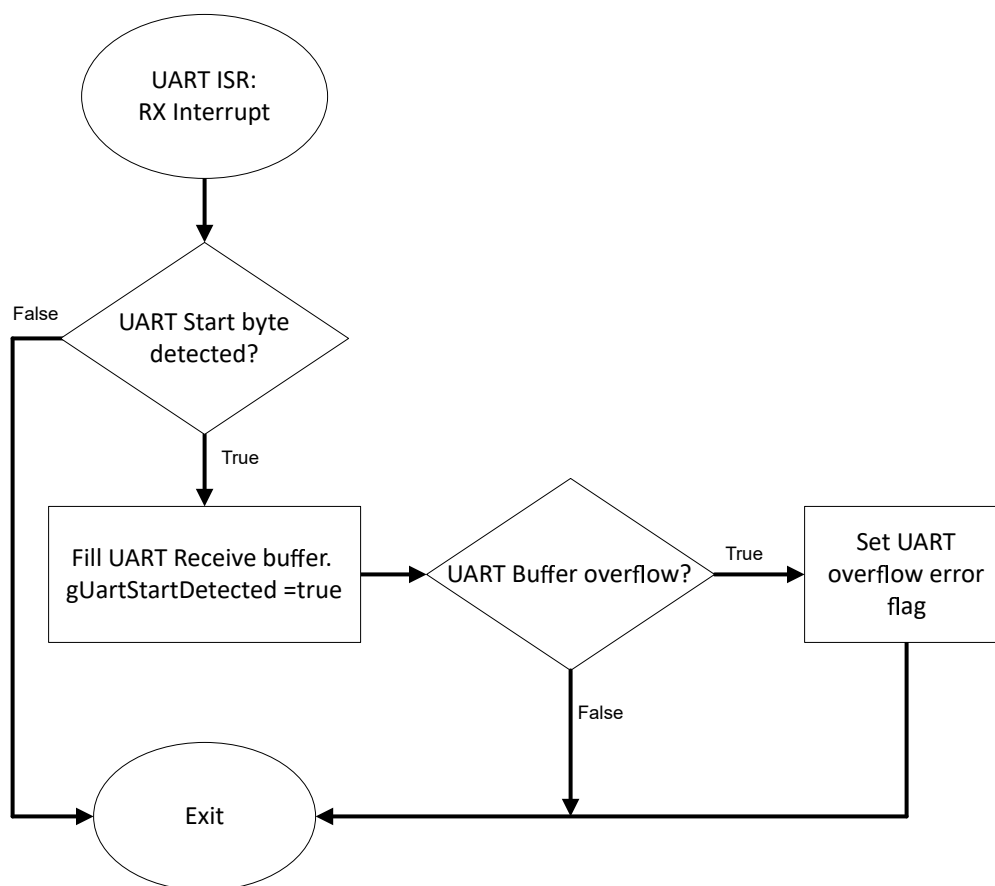 UART ISR:
RX Interrupt
False
UART Start byte
detected?
True
Fill UART Receive buffer.
gUartStartDetected =true
UART Buffer overflow?
True
Set UART
overflow error
flag
False
Exit